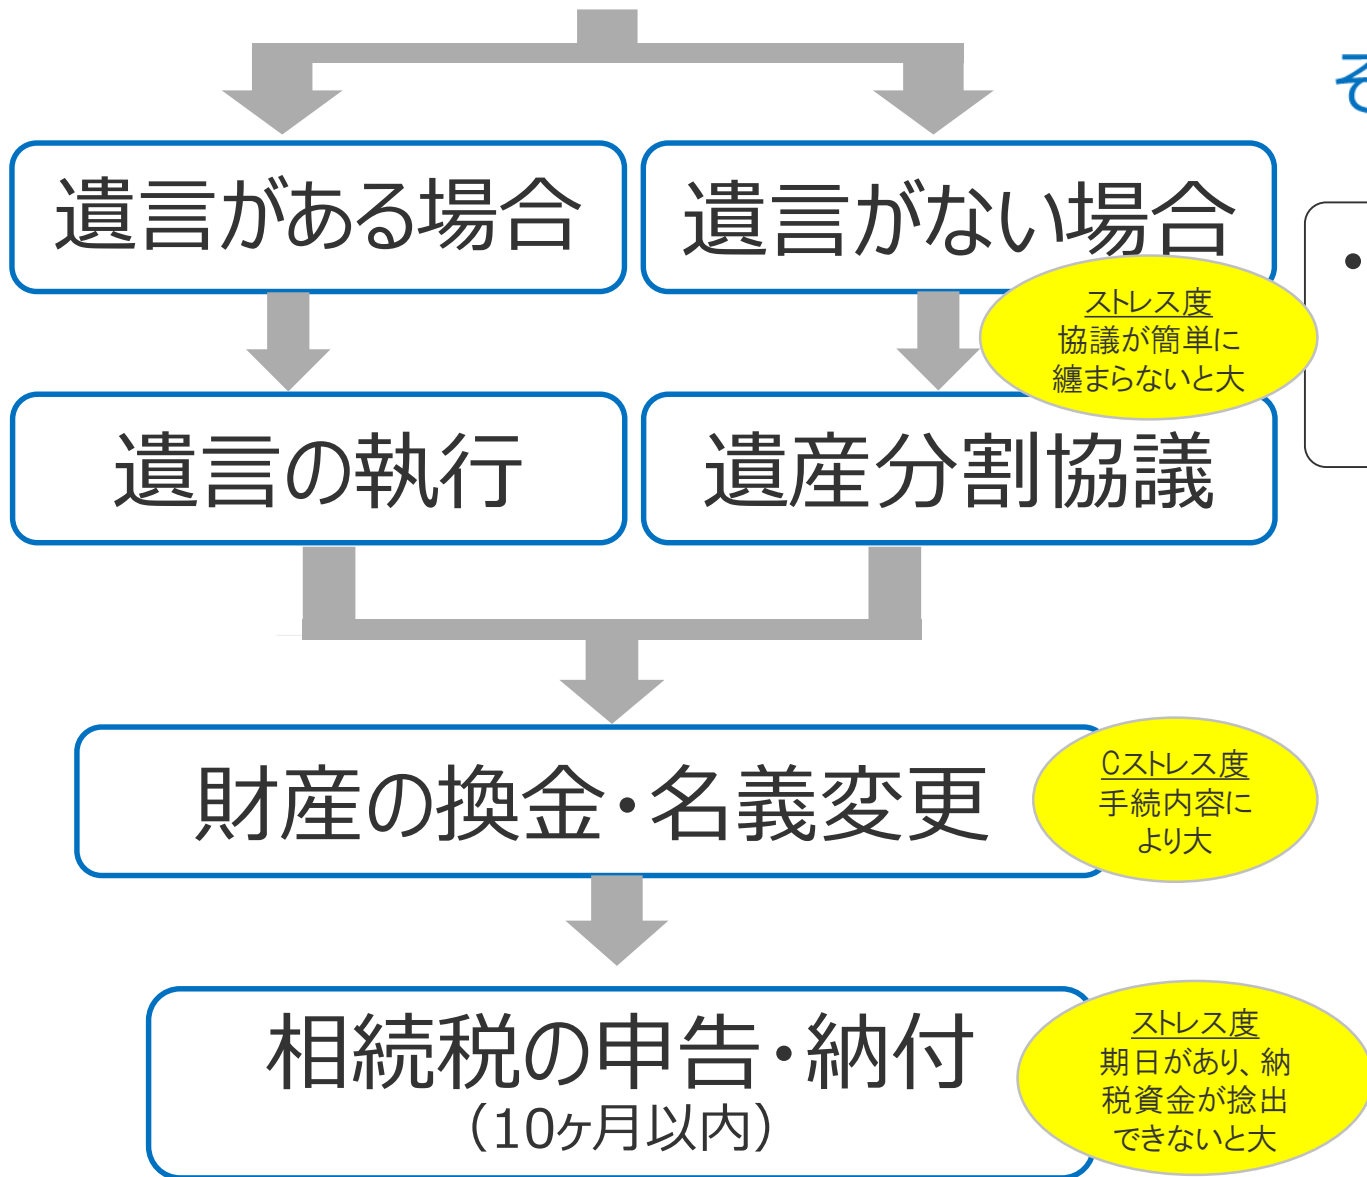 そ
遺言がある場合
遺言がない場合
ストレス度
協議が簡単に
纏まらないと大
遺言の執行
遺産分割協議
財産の換金・名義変更
Cストレス度
手続内容に
より大
相続税の申告・納付
（10ヶ月以内）
ストレス度
期日があり、納
税資金が捻出
できないと大